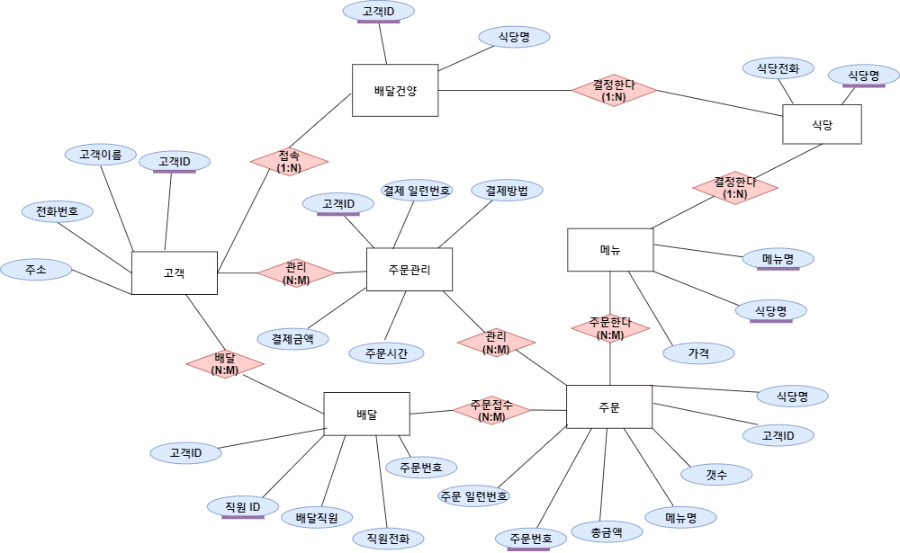 고객ID
식당명
배달건양
결정한다
(1:N)
식당전화
식당명
식당
고객이름
고객ID
접속
(1:N)
전화번호
주소
고객
관리
(N:M)
고객ID
결제 일련번호
결제방법
주문관리
결제금액
주문시간
결정한다
(1:N)
메뉴
메뉴명
식당명
가격
주문한다
(N:M)
관리
(N:M)
배달
(N:M)
배달
주문접수
(N:M)
주문
식당명
고객ID
갯수
메뉴명
총금액
주문번호
주문 일련번호
고객ID
직원 ID
배달직원
직원전화
주문번호